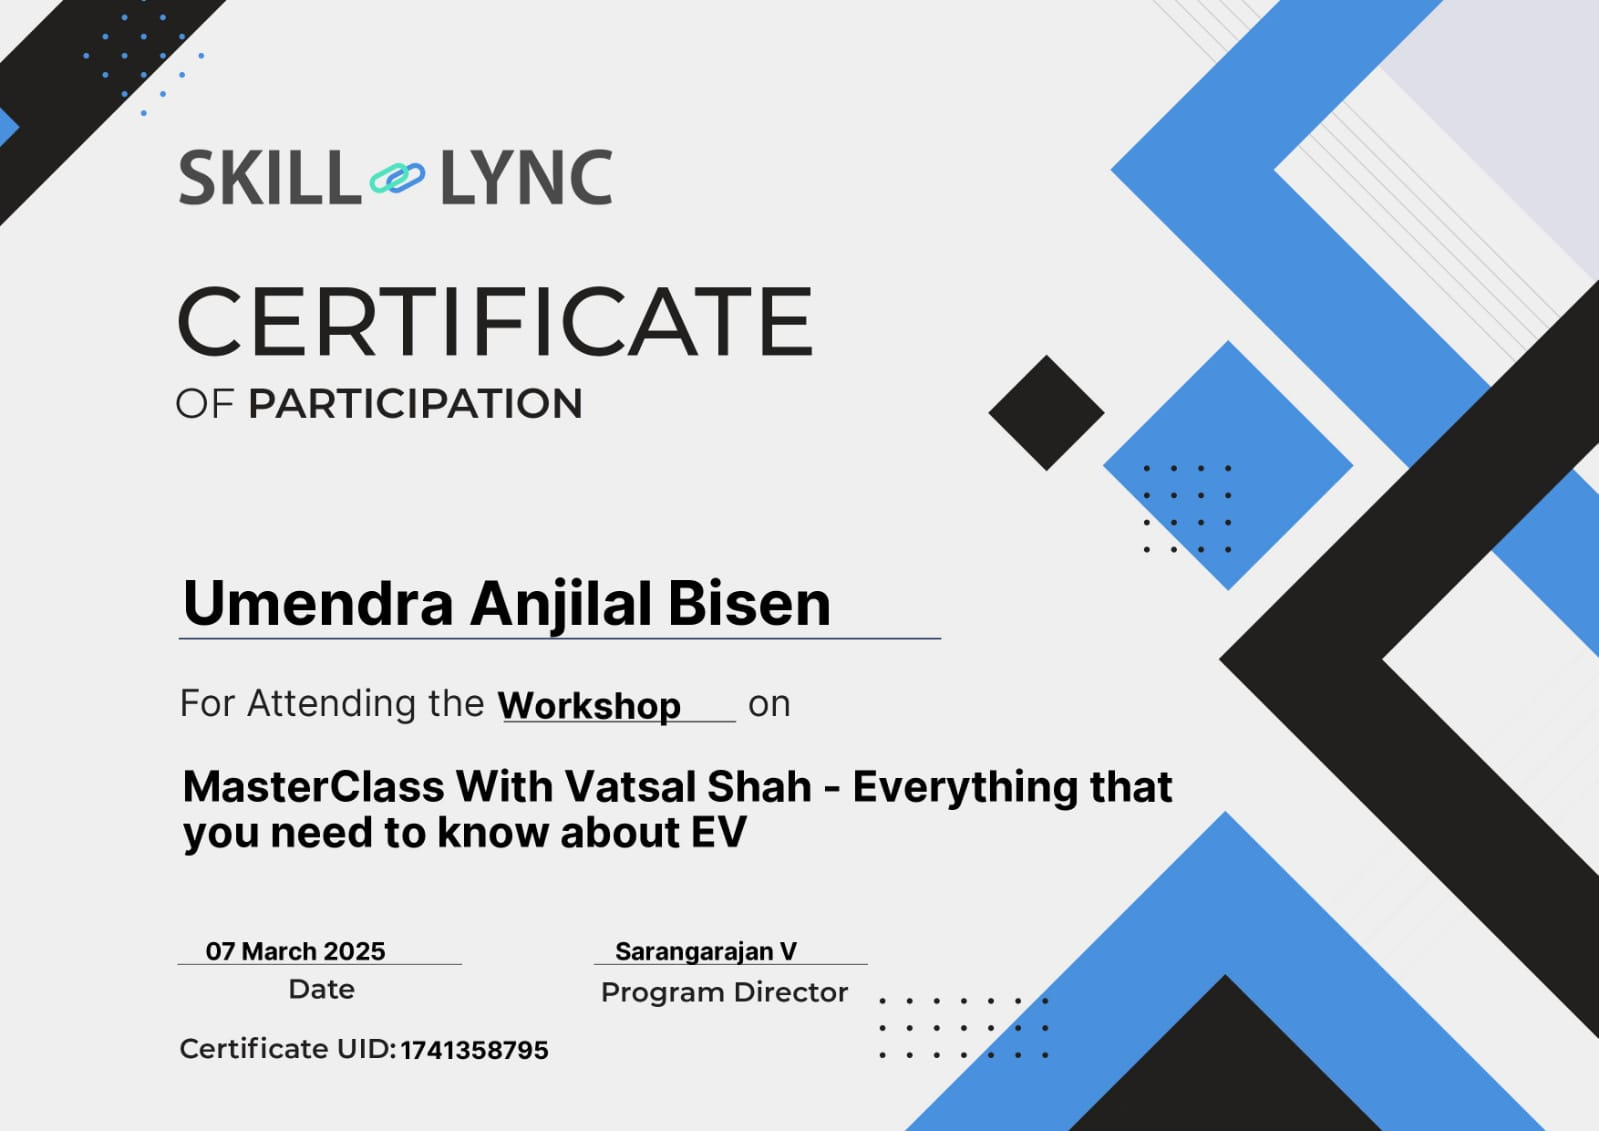 SKILL LYNC
CERTIFICATE
OF PARTICIPATION
Umendra Anjilal Bisen
For Attending the Workshop on
MasterClass With Vatsal Shah - Everything that
you need to know about EV
07 March 2025
Date
Sarangarajan V
Program Director
Certificate UID: 1741358795